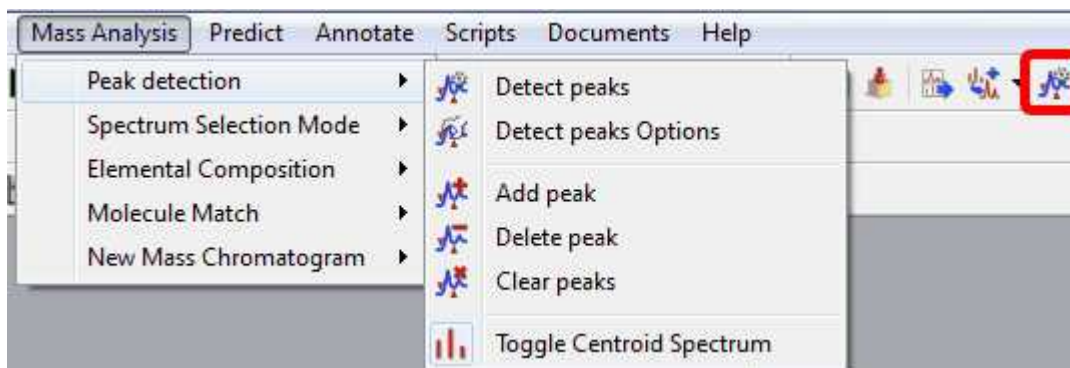 Mass Analysis Predict Annotate Scripts Documents Help
Peak detection
Spectrum Selection Mode
Elemental Composition
Molecule Match
New Mass Chromatogram
Detect peaks
Detect peaks Options
Add peak
Delete peak
Clear peaks
Toggle Centroid Spectrum